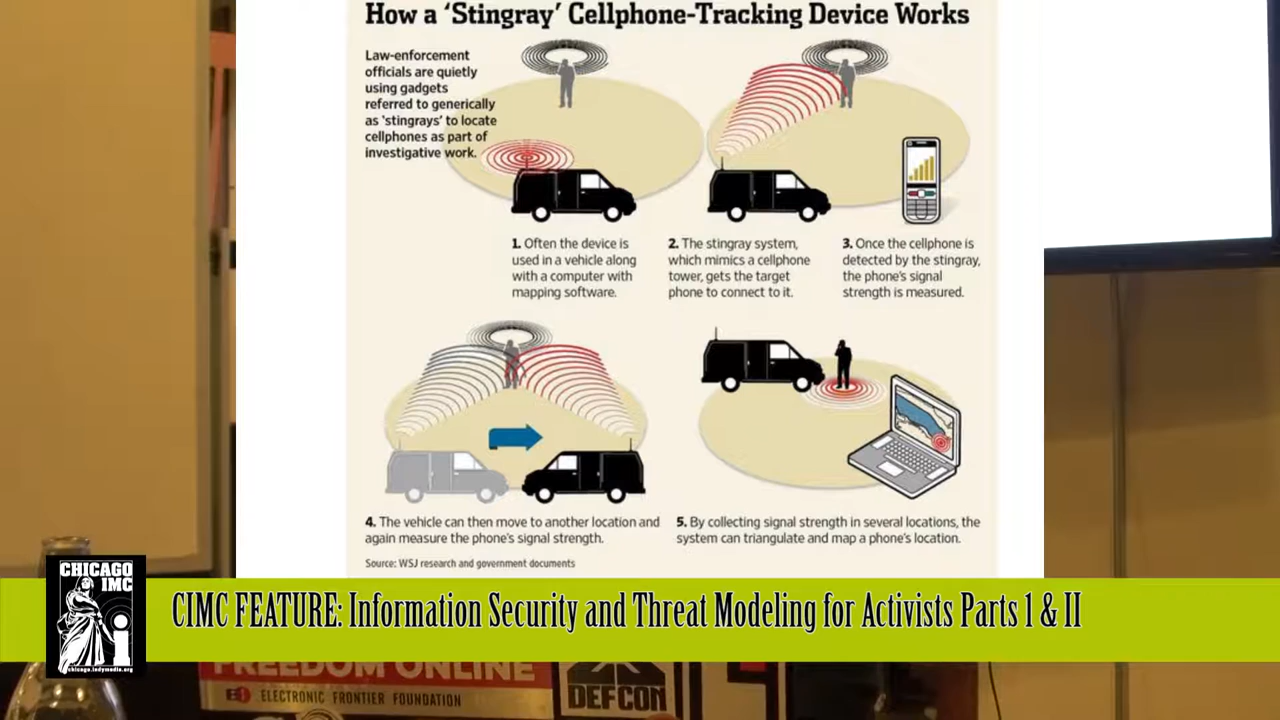 How a ‘Stingray’ Cellphone-Tracking Device Works
Law-enforcement
officials are quietly
using gadgets
referred to generically
as 'stingrays' to locate
cellphones as part of
investigative work.
1. Often the device is
used in a vehicle along
with a computer with
mapping software.
2. The stingray system,
which mimics a cellphone
tower, gets the target
phone to connect to it.
3. Once the cellphone is
detected by the stingray,
the phone's signal
strength is measured.
4. The vehicle can then move to another location and
again measure the phone's signal strength.
5. By collecting signal strength in several locations, the
system can triangulate and map a phone's location.
Source: WSJ research and government documents
CHICAGO
IMC
i
chicago.indymedia.org
CIMC FEATURE: Information Security and Threat Modeling for Activists Parts 1 & II
FREEDOM ONLINE
ELECTRONIC FRONTIER FOUNDATION
DEFCON